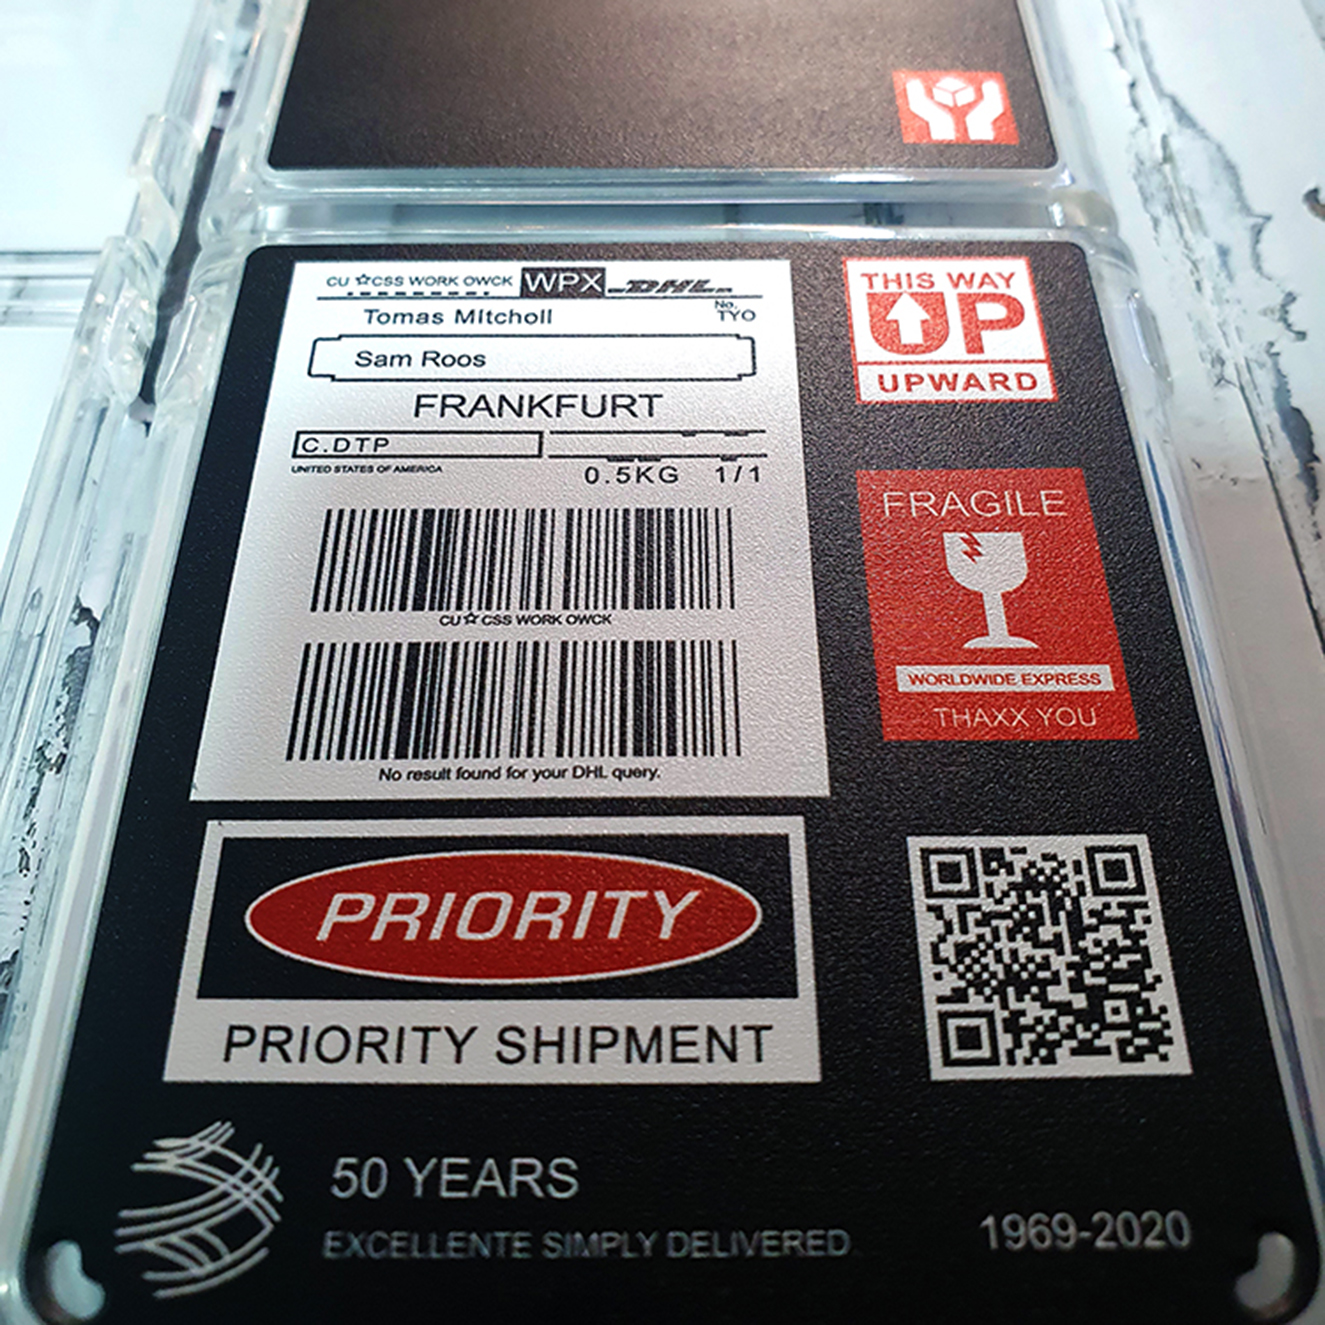 CU ☆CSS WORK OWCK WPX DHL
No.
Tomas MItcholl TYO
Sam Roos
FRANKFURT
C.DTP
UNITED STATES OF AMERICA
0.5KG 1/1
CU☆CSS WORK OWCK
No result found for your DHL query.
THIS WAY
UP
UPWARD
FRAGILE
WORLDWIDE EXPRESS
THAXX YOU
PRIORITY
PRIORITY SHIPMENT
50 YEARS
EXCELLENTE SIMPLY DELIVERED
1969-2020